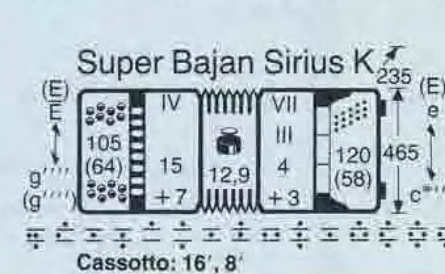 Super Bajan Sirius K
235
(E) IV VII (E)
E e
105 III 120 465
(64) 15 4 (58)
g'''' 12,9 c
(g'''') +7 +3
Cassotto: 16', 8'